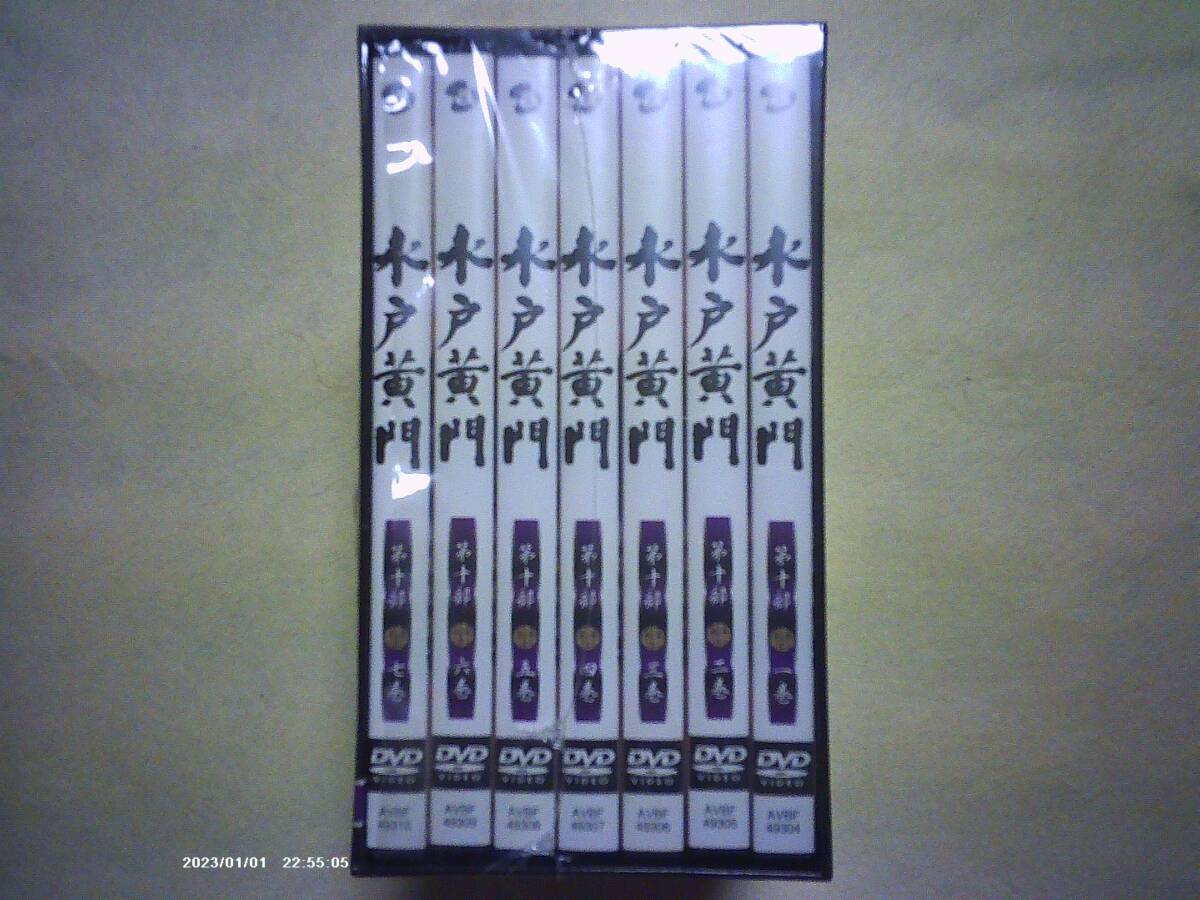 水戸黄門
第十部
七巻
DVD
VIDEO
AVBF
49310
水戸黄門
第十部
六巻
DVD
VIDEO
AVBF
49309
水戸黄門
第十部
五巻
DVD
VIDEO
AVBF
49308
水戸黄門
第十部
四巻
DVD
VIDEO
AVBF
49307
水戸黄門
第十部
三巻
DVD
VIDEO
AVBF
49306
水戸黄門
第十部
二巻
DVD
VIDEO
AVBF
49305
水戸黄門
第十部
一巻
DVD
VIDEO
AVBF
49304
2023/01/01 22:55:05